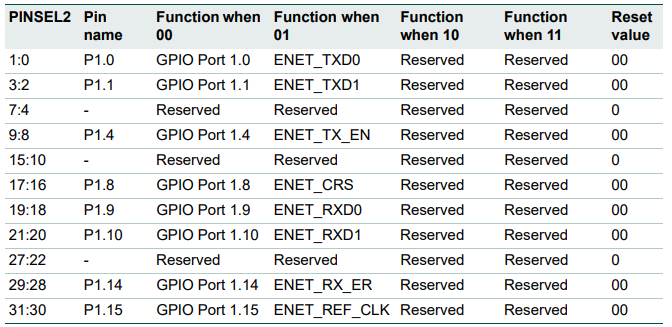 PINSEL2 Pin name Function when 00 Function when 01 Function when 10 Function when 11 Reset value
1:0 P1.0 GPIO Port 1.0 ENET_TXD0 Reserved Reserved 00
3:2 P1.1 GPIO Port 1.1 ENET_TXD1 Reserved Reserved 00
7:4 - Reserved Reserved Reserved Reserved 0
9:8 P1.4 GPIO Port 1.4 ENET_TX_EN Reserved Reserved 00
15:10 - Reserved Reserved Reserved Reserved 0
17:16 P1.8 GPIO Port 1.8 ENET_CRS Reserved Reserved 00
19:18 P1.9 GPIO Port 1.9 ENET_RXD0 Reserved Reserved 00
21:20 P1.10 GPIO Port 1.10 ENET_RXD1 Reserved Reserved 00
27:22 - Reserved Reserved Reserved Reserved 0
29:28 P1.14 GPIO Port 1.14 ENET_RX_ER Reserved Reserved 00
31:30 P1.15 GPIO Port 1.15 ENET_REF_CLK Reserved Reserved 00